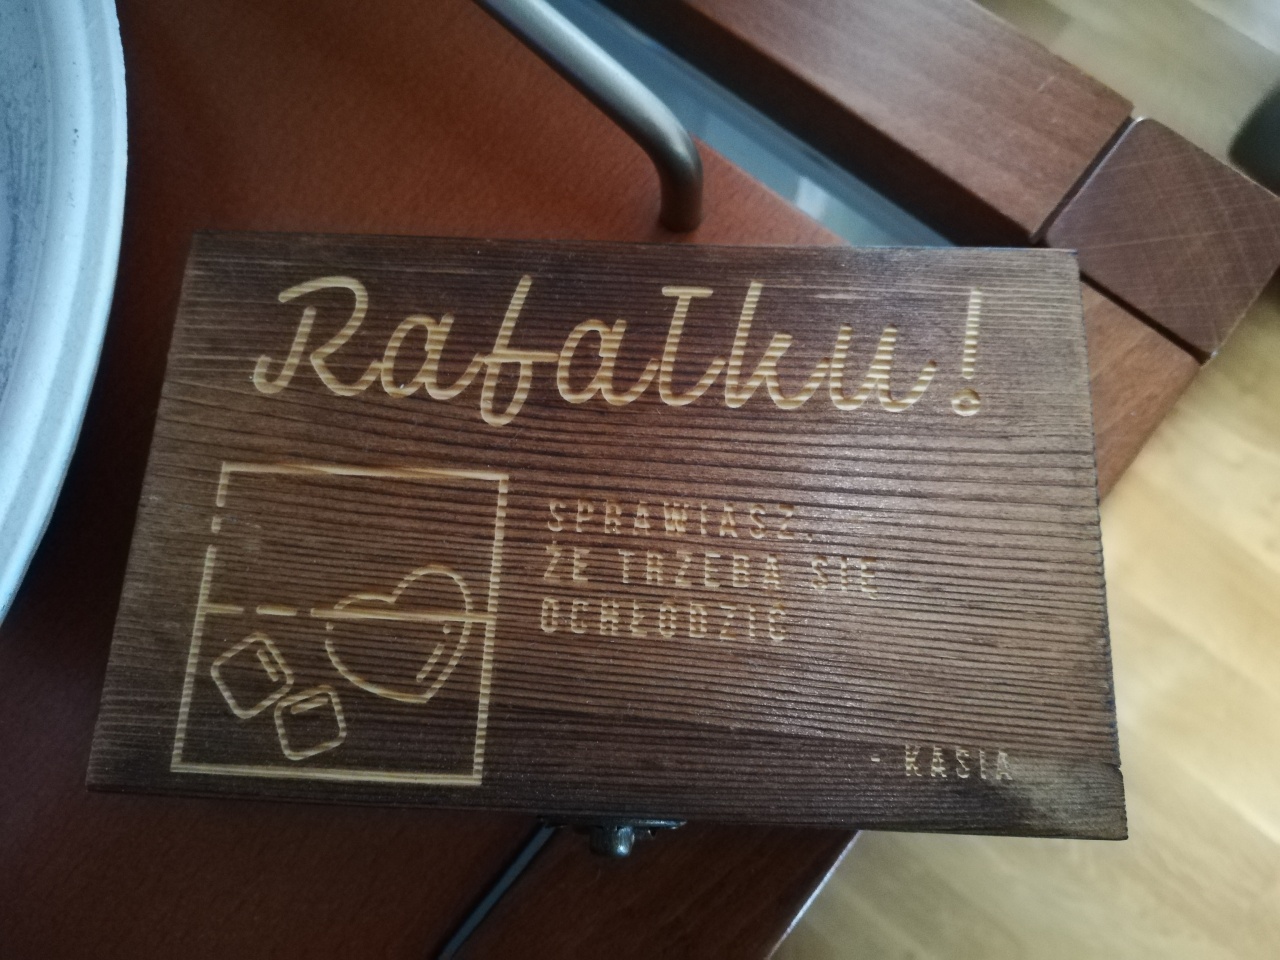 Rafałku!
SPRAWIASZ,
ŻE TRZEBA SIĘ
OCHŁODZIĆ
- KASIA